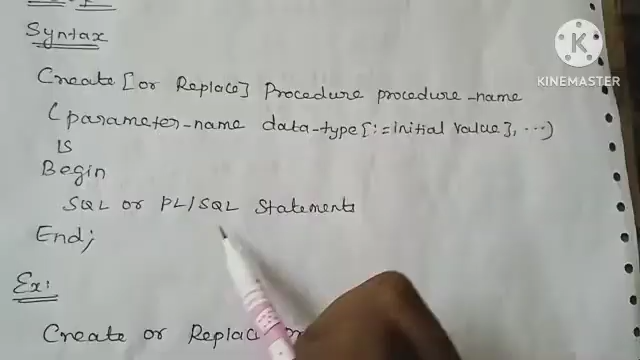 Syntax
Create [or Replace] Procedure procedure-name
(parameter-name data-type[:=initial value], ...)
is
Begin
SQL or PL/SQL Statements
End;
Ex:
Create or Replace
KINEMASTER